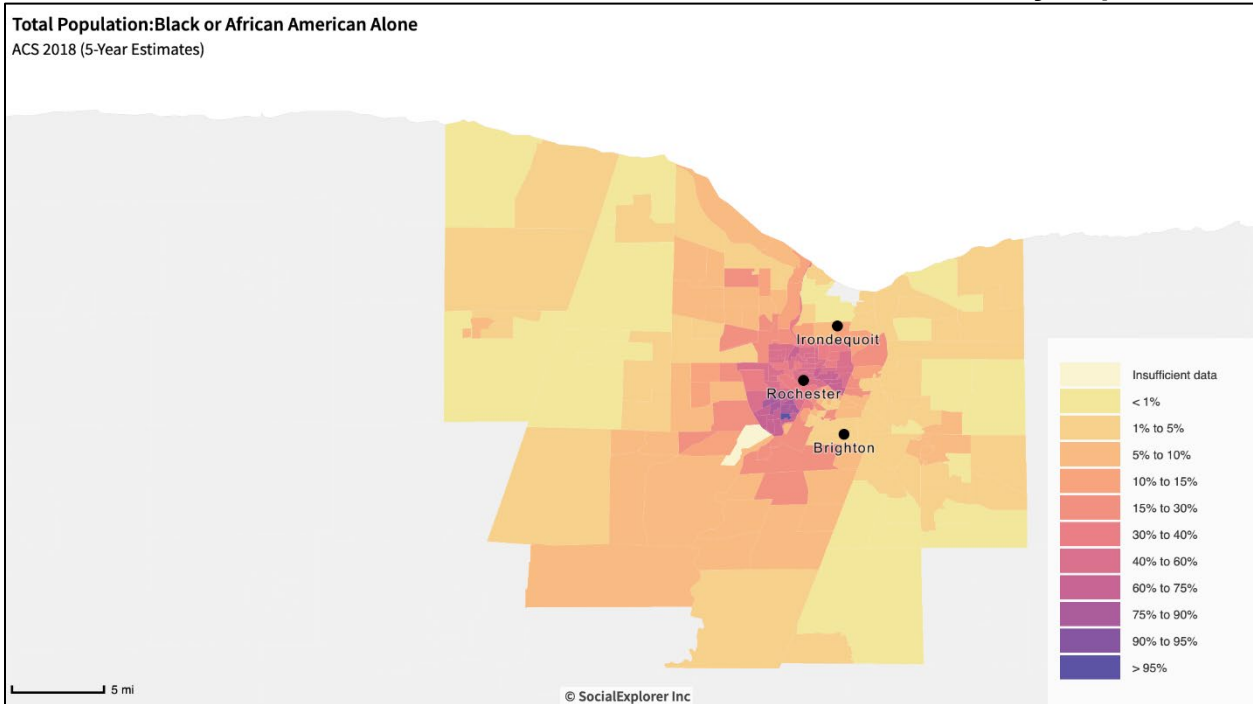 Total Population:Black or African American Alone
ACS 2018 (5-Year Estimates)
Irondequoit
Rochester
Brighton
Insufficient data
< 1%
1% to 5%
5% to 10%
10% to 15%
15% to 30%
30% to 40%
40% to 60%
60% to 75%
75% to 90%
90% to 95%
> 95%
5 mi
© SocialExplorer Inc